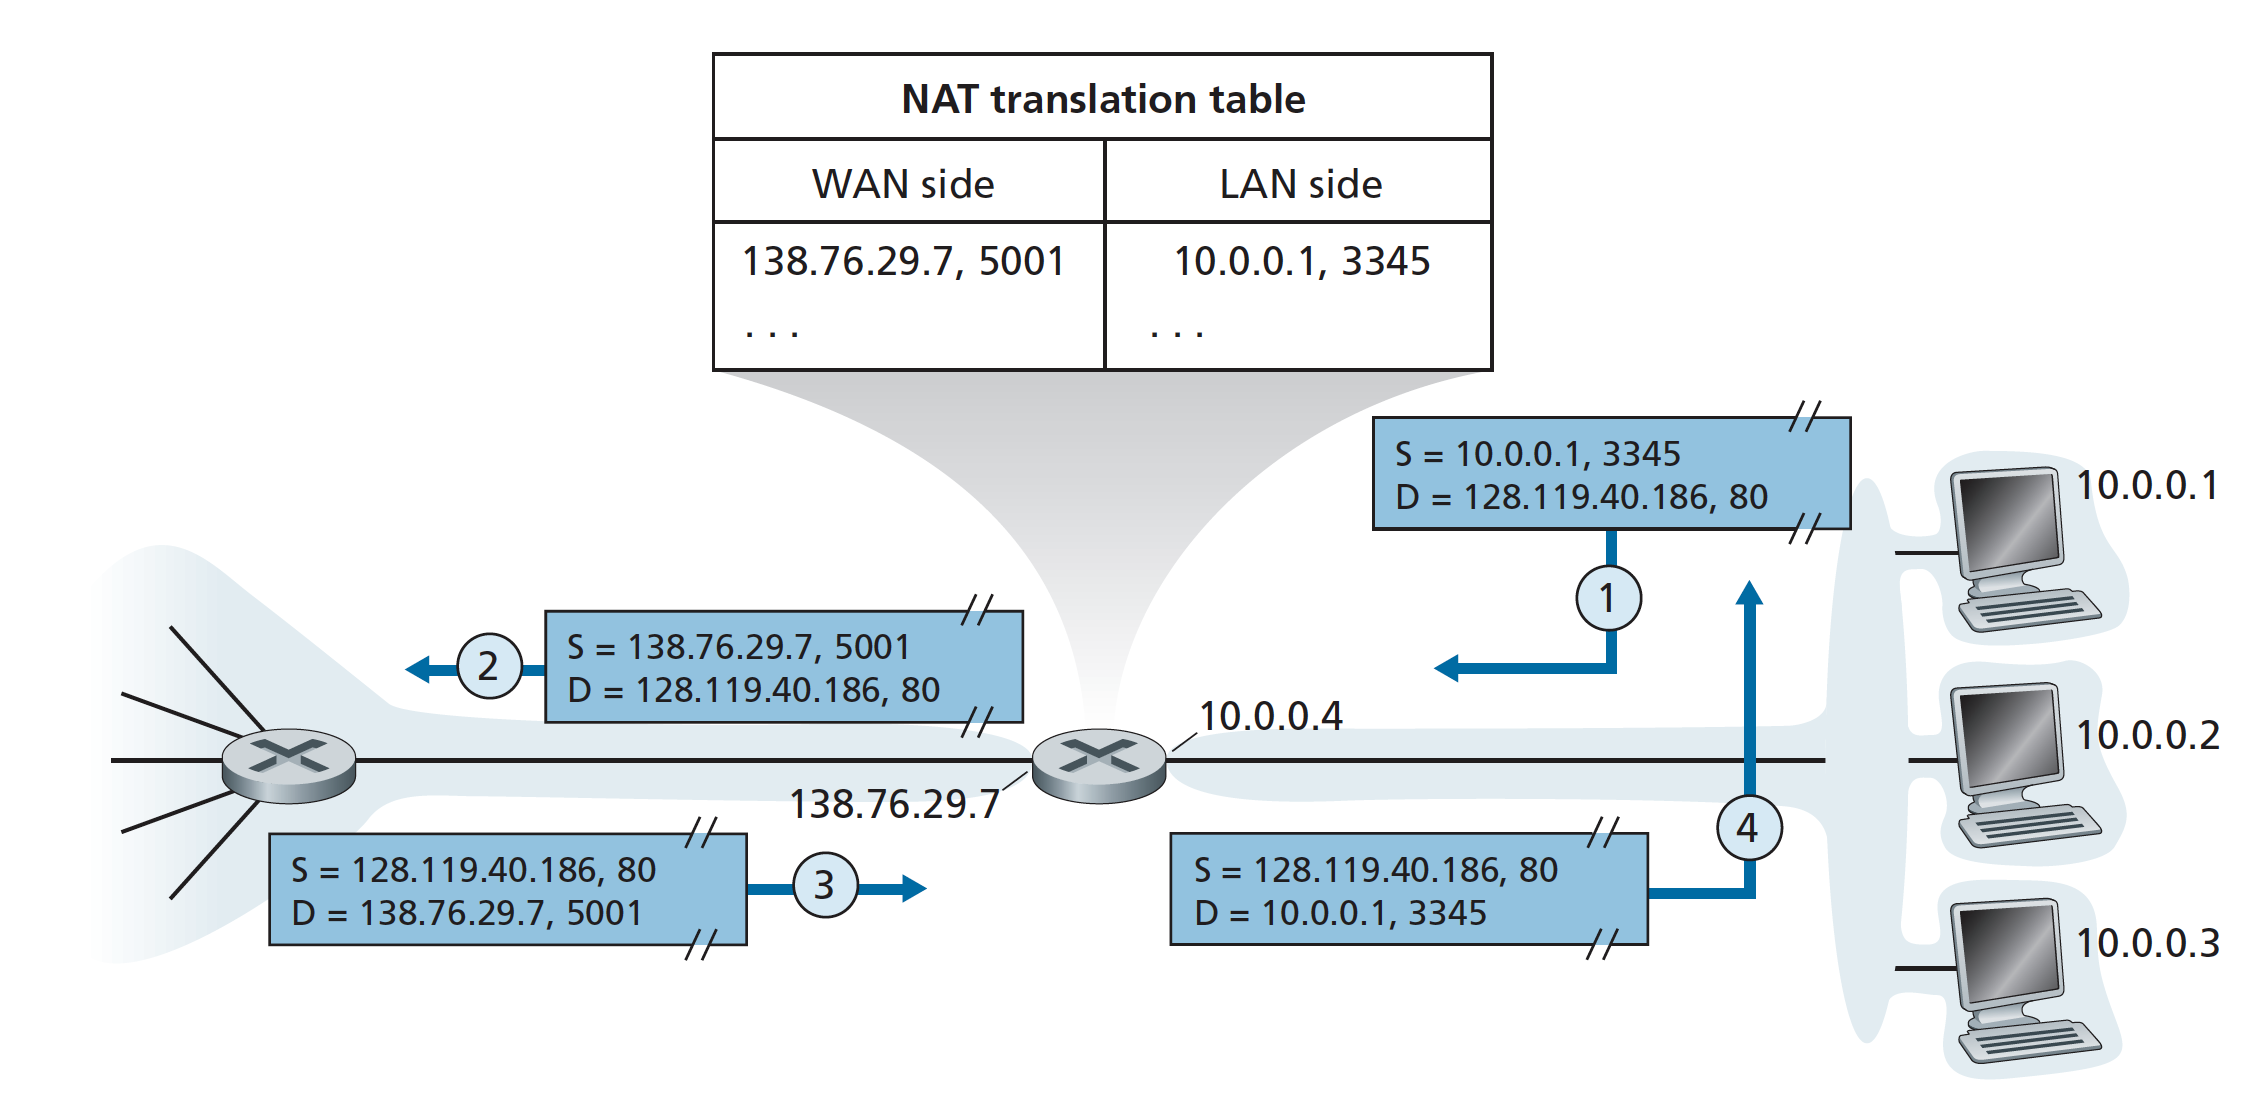 NAT translation table
WAN side
LAN side
138.76.29.7, 5001
10.0.0.1, 3345
. . .
. . .
S = 10.0.0.1, 3345
D = 128.119.40.186, 80
10.0.0.1
1
S = 138.76.29.7, 5001
D = 128.119.40.186, 80
2
10.0.0.4
10.0.0.2
138.76.29.7
4
S = 128.119.40.186, 80
D = 138.76.29.7, 5001
3
S = 128.119.40.186, 80
D = 10.0.0.1, 3345
10.0.0.3